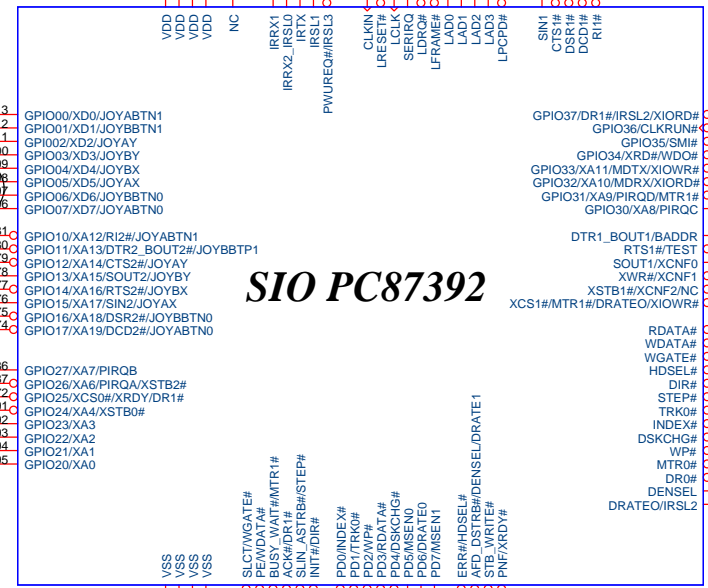 VDD
VDD
VDD
VDD
NC
IRRX1
IRRX2_IRSL0
IRTX
IRSL1
PWUREQ#/IRSL3
CLKIN
LRESET#
LCLK
SERIRQ
LDRQ#
LFRAME#
LAD0
LAD1
LAD2
LAD3
LPCPD#
SIN1
CTS1#
DSR1#
DCD1#
RI1#
GPIO00/XD0/JOYABTN1
GPIO01/XD1/JOYBBTN1
GPIO02/XD2/JOYAY
GPIO03/XD3/JOYBY
GPIO04/XD4/JOYBX
GPIO05/XD5/JOYAX
GPIO06/XD6/JOYBBTN0
GPIO07/XD7/JOYABTN0
GPIO10/XA12/RI2#/JOYABTN1
GPIO11/XA13/DTR2_BOUT2#/JOYBBTP1
GPIO12/XA14/CTS2#/JOYAY
GPIO13/XA15/SOUT2/JOYBY
GPIO14/XA16/RTS2#/JOYBX
GPIO15/XA17/SIN2/JOYAX
GPIO16/XA18/DSR2#/JOYBBTN0
GPIO17/XA19/DCD2#/JOYABTN0
GPIO27/XA7/PIRQB
GPIO26/XA6/PIRQA/XSTB2#
GPIO25/XCS0#/XRDY/DR1#
GPIO24/XA4/XSTB0#
GPIO23/XA3
GPIO22/XA2
GPIO21/XA1
GPIO20/XA0
SIO PC87392
GPIO37/DR1#/IRSL2/XIORD#
GPIO36/CLKRUN#
GPIO35/SMI#
GPIO34/XRD#/WDO#
GPIO33/XA11/MDTX/XIOWR#
GPIO32/XA10/MDRX/XIORD#
GPIO31/XA9/PIRQD/MTR1#
GPIO30/XA8/PIRQC
DTR1_BOUT1/BADDR
RTS1#/TEST
SOUT1/XCNF0
XWR#/XCNF1
XSTB1#/XCNF2/NC
XCS1#/MTR1#/DRATEO/XIOWR#
RDATA#
WDATA#
WGATE#
HDSEL#
DIR#
STEP#
TRK0#
INDEX#
DSKCHG#
WP#
MTR0#
DR0#
DENSEL
DRATEO/IRSL2
VSS
VSS
VSS
VSS
SLCT/WGATE#
PE/WDATA#
BUSY_WAIT#/MTR1#
ACK#/DR1#
SLIN_ASTRB#/STEP#
INIT#/DIR#
PD0/INDEX#
PD1/TRK0#
PD2/WP#
PD3/RDATA#
PD4/DSKCHG#
PD5/MSEN0
PD6/DRATE0
PD7/MSEN1
ERR#/HDSEL#
AFD_DSTRB#/DENSEL/DRATE1
STB_WRITE#
PNF/XRDY#